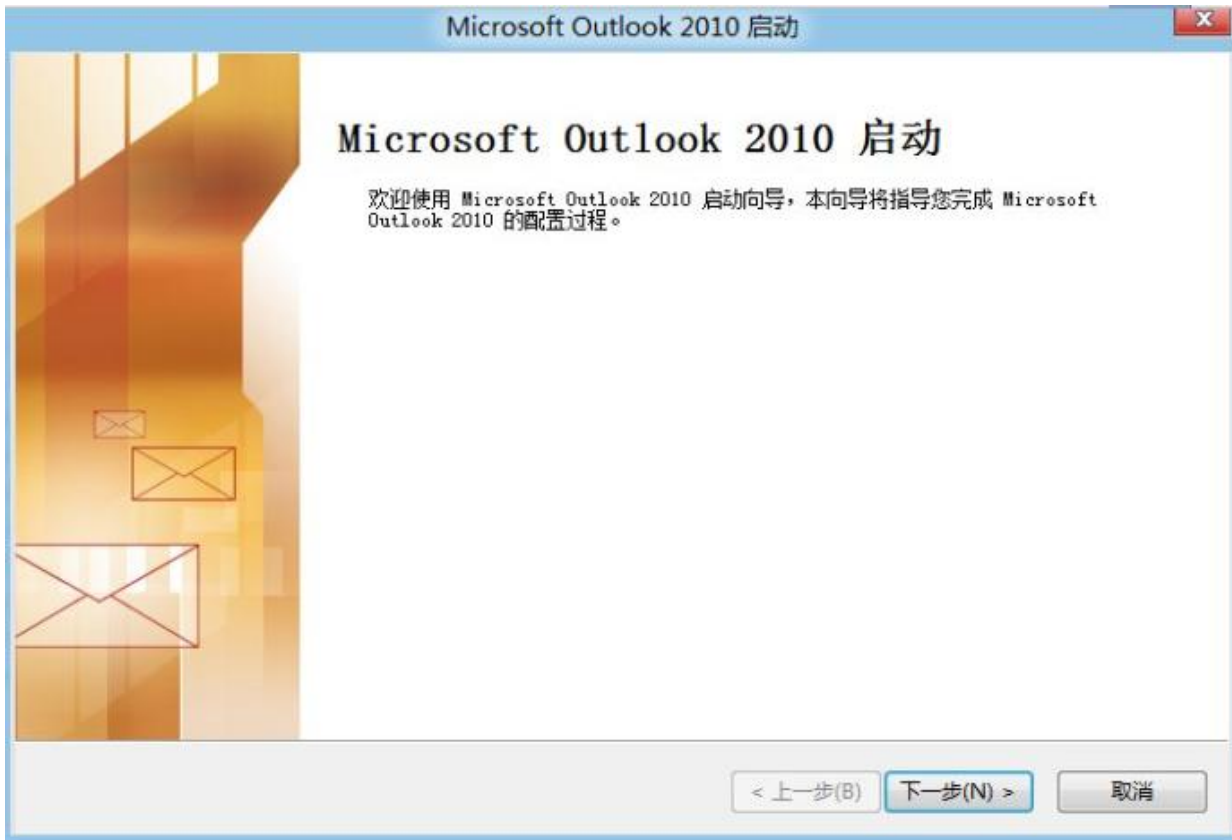 Microsoft Outlook 2010 启动
Microsoft Outlook 2010 启动
欢迎使用 Microsoft Outlook 2010 启动向导，本向导将指导您完成 Microsoft
Outlook 2010 的配置过程。
< 上一步(B) 下一步(N) > 取消